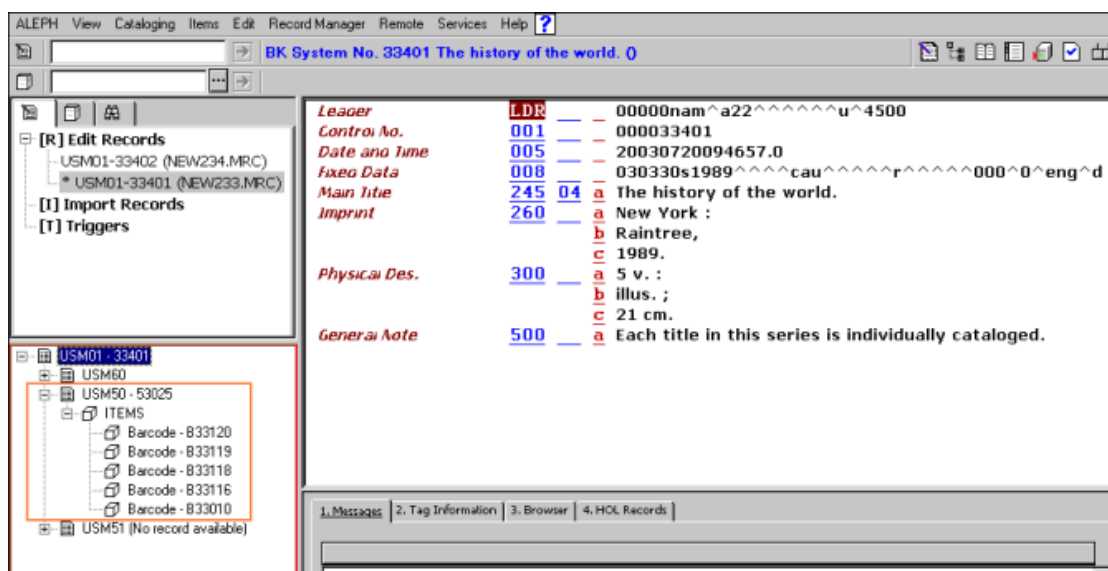 ALEPH View Cataloging Items Edit Record Manager Remote Services Help ?
BK System No. 33401 The history of the world. ()
...
[R] Edit Records
USM01-33402 (NEW234.MRC)
* USM01-33401 (NEW233.MRC)
[I] Import Records
[T] Triggers
Leader LDR 00000nam^a22^^^^^^u^4500
Control No. 001 000033401
Date and Time 005 20030720094657.0
Fixed Data 008 030330s1989^^^^cau^^^^^r^^^^^000^0^eng^d
Main Title 245 04 a The history of the world.
Imprint 260 a New York :
b Raintree,
c 1989.
Physical Des. 300 a 5 v. :
b illus. ;
c 21 cm.
General Note 500 a Each title in this series is individually cataloged.
USM01 - 33401
USM60
USM50 - 53025
ITEMS
Barcode - B33120
Barcode - B33119
Barcode - B33118
Barcode - B33116
Barcode - B33010
USM51 (No record available)
1. Messages 2. Tag Information 3. Browser 4. HOL Records